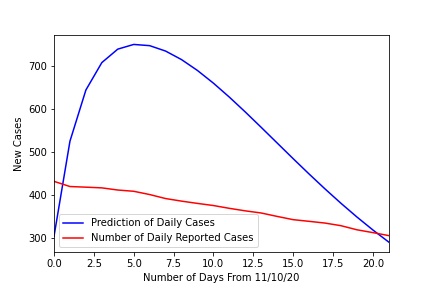 700
600
500
400
300
New Cases
Prediction of Daily Cases
Number of Daily Reported Cases
0.0 2.5 5.0 7.5 10.0 12.5 15.0 17.5 20.0
Number of Days From 11/10/20